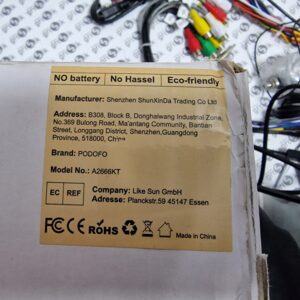 NO battery No Hassel Eco-friendly
Manufacturer: Shenzhen ShunXinDa Trading Co Ltd
Address: B308, Block B, Donghaiwang Industrial Zone,
No.369 Bulong Road, Ma'antang Community, Bantian
Street, Longgang District, Shenzhen,Guangdong
Province, 518000, China
Brand: PODOFO
Model No.: A2666KT
EC REF
Company: Like Sun GmbH
Adresse: Planckstr.59 45147 Essen
FC CE RoHS
Made in China